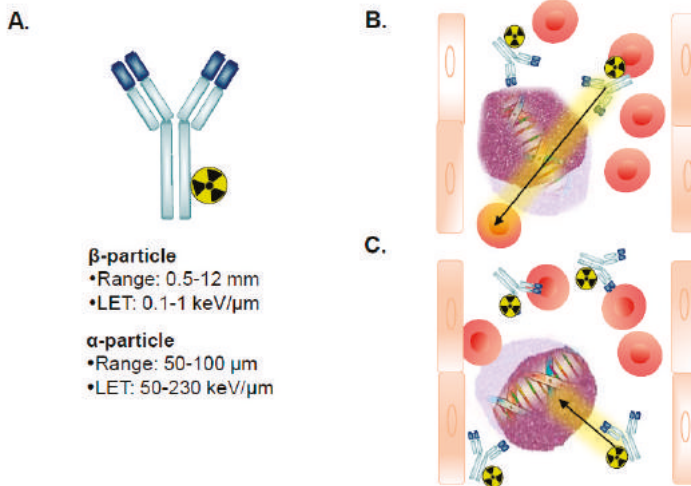 A.
β-particle
•Range: 0.5-12 mm
•LET: 0.1-1 keV/μm
α-particle
•Range: 50-100 μm
•LET: 50-230 keV/μm
B.
C.